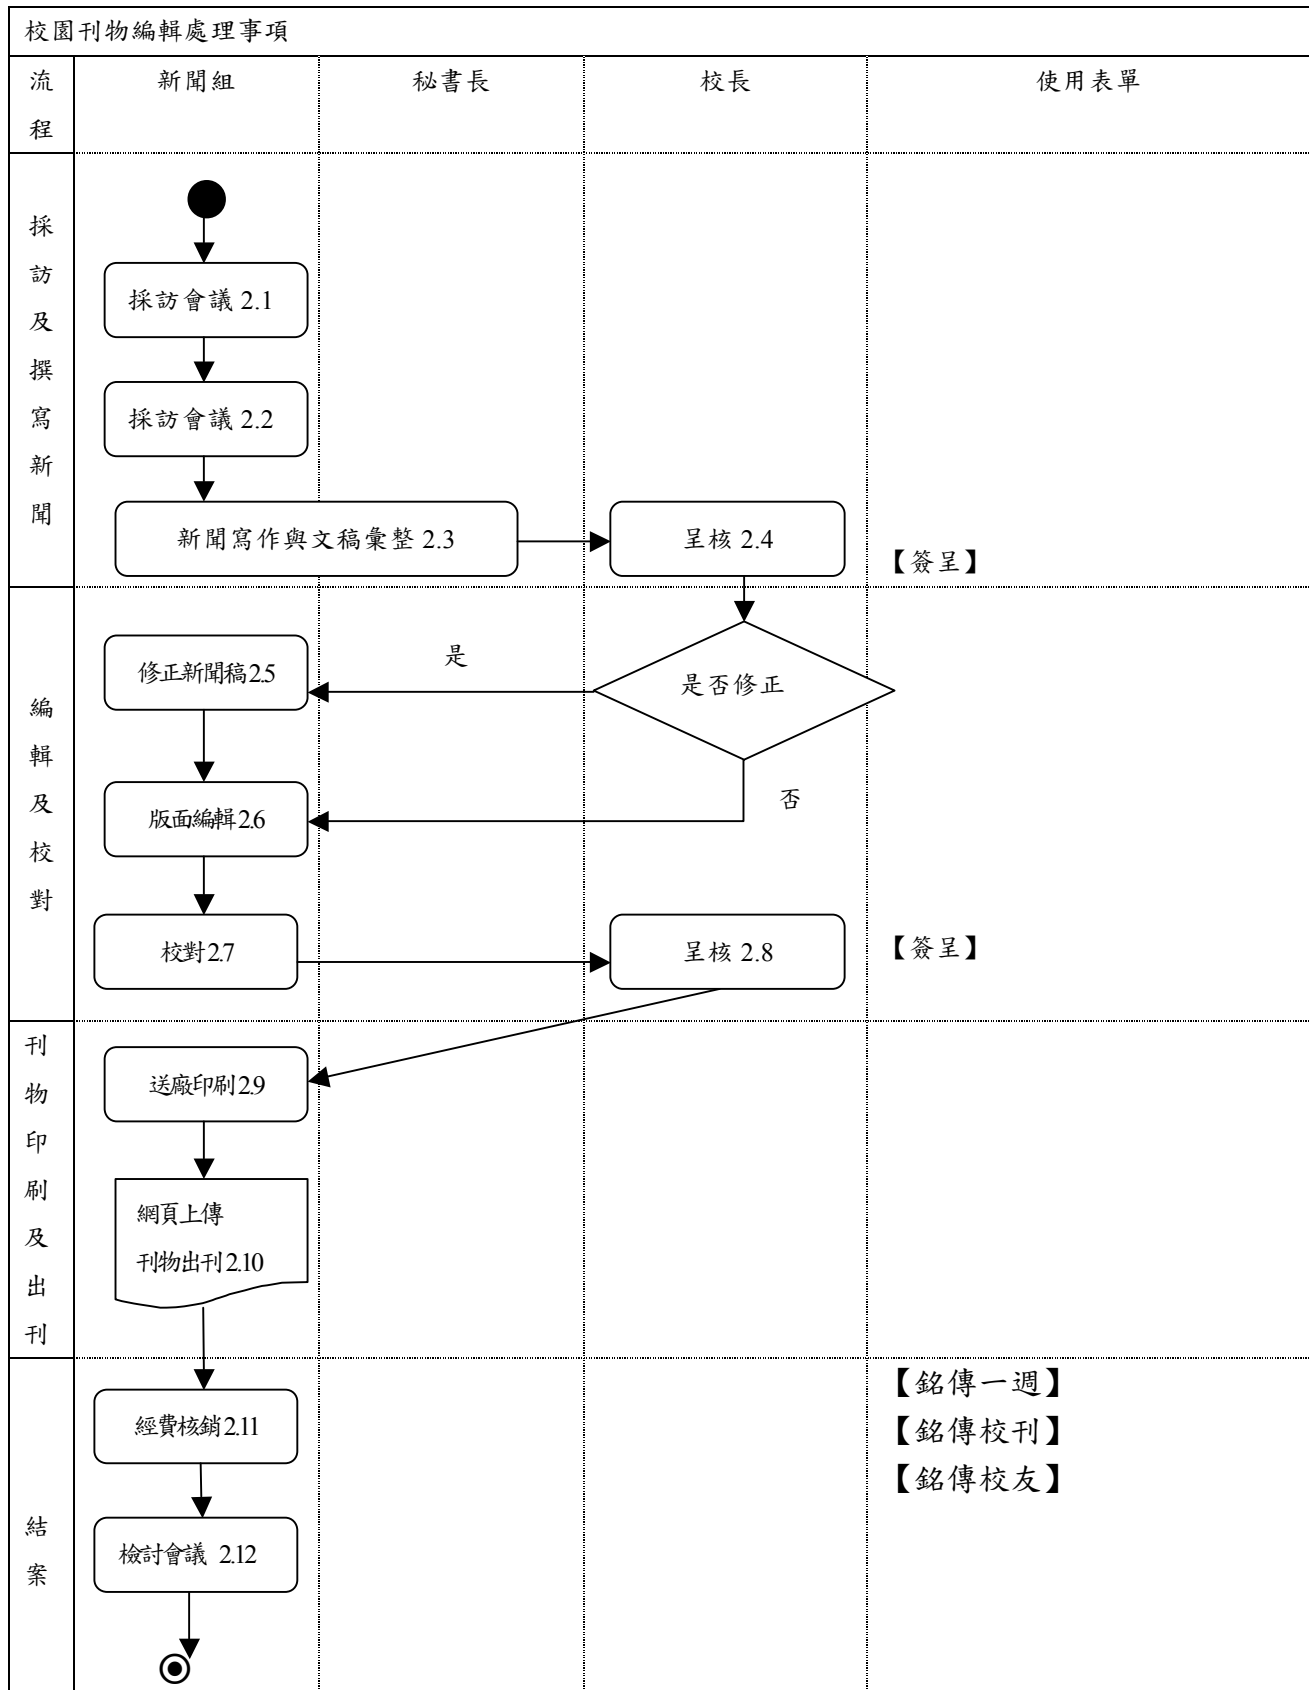 校園刊物編輯處理事項
流程
新聞組
秘書長
校長
使用表單
採訪及撰寫新聞
採訪會議 2.1
採訪會議 2.2
新聞寫作與文稿彙整 2.3
呈核 2.4
【簽呈】
編輯及校對
修正新聞稿2.5
是
是否修正
否
版面編輯2.6
校對2.7
呈核 2.8
【簽呈】
刊物印刷及出刊
送廠印刷2.9
網頁上傳
刊物出刊2.10
結案
經費核銷2.11
【銘傳一週】
【銘傳校刊】
【銘傳校友】
檢討會議 2.12